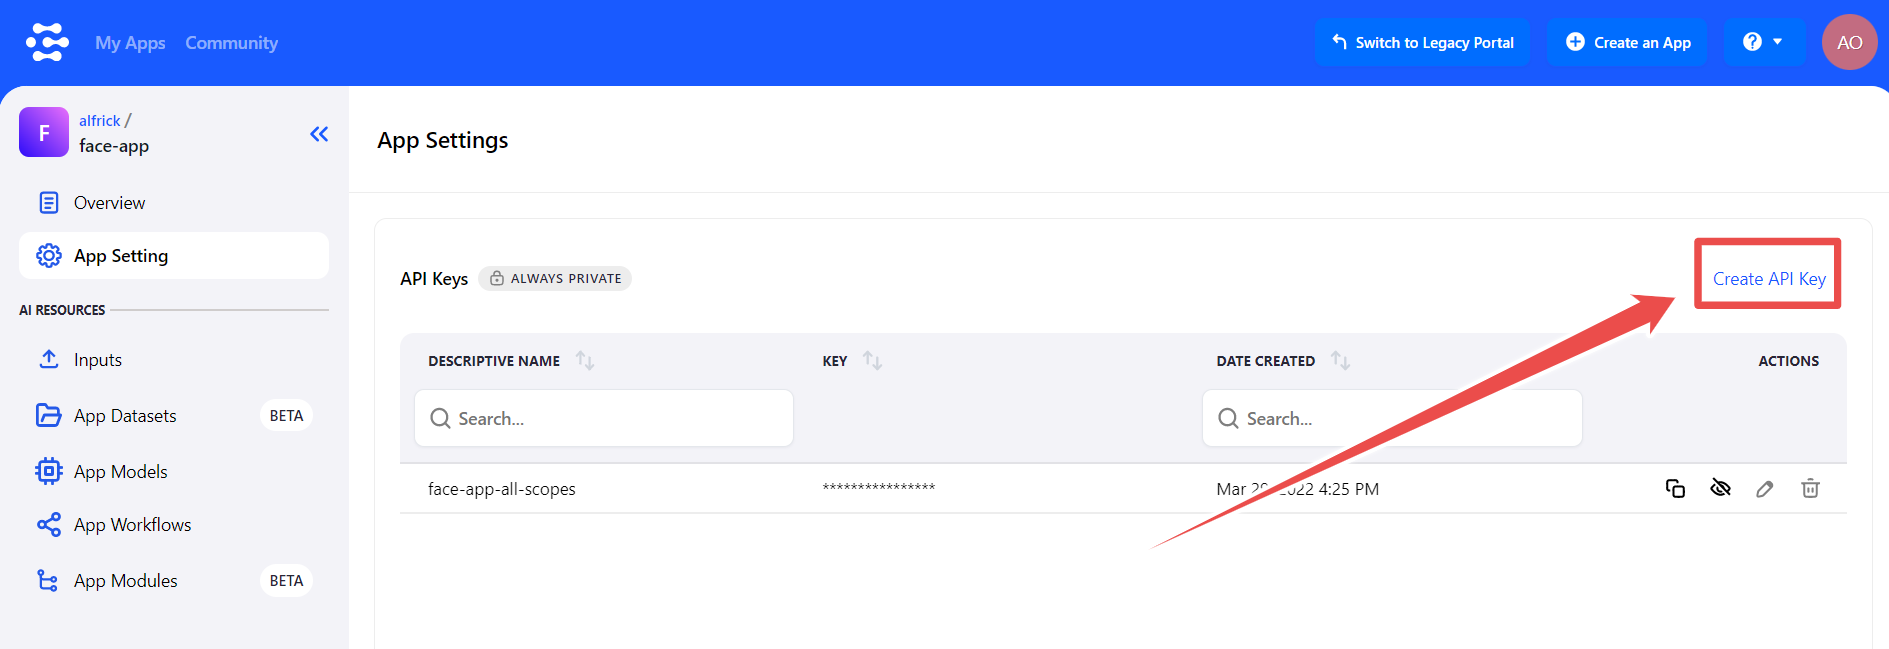 My Apps Community Switch to Legacy Portal Create an App ? AO
F alfrick /
face-app
Overview
App Setting
AI RESOURCES
Inputs
App Datasets BETA
App Models
App Workflows
App Modules BETA
App Settings
API Keys ALWAYS PRIVATE Create API Key
DESCRIPTIVE NAME KEY DATE CREATED ACTIONS
Search... Search...
face-app-all-scopes **************** Mar 2022 4:25 PM